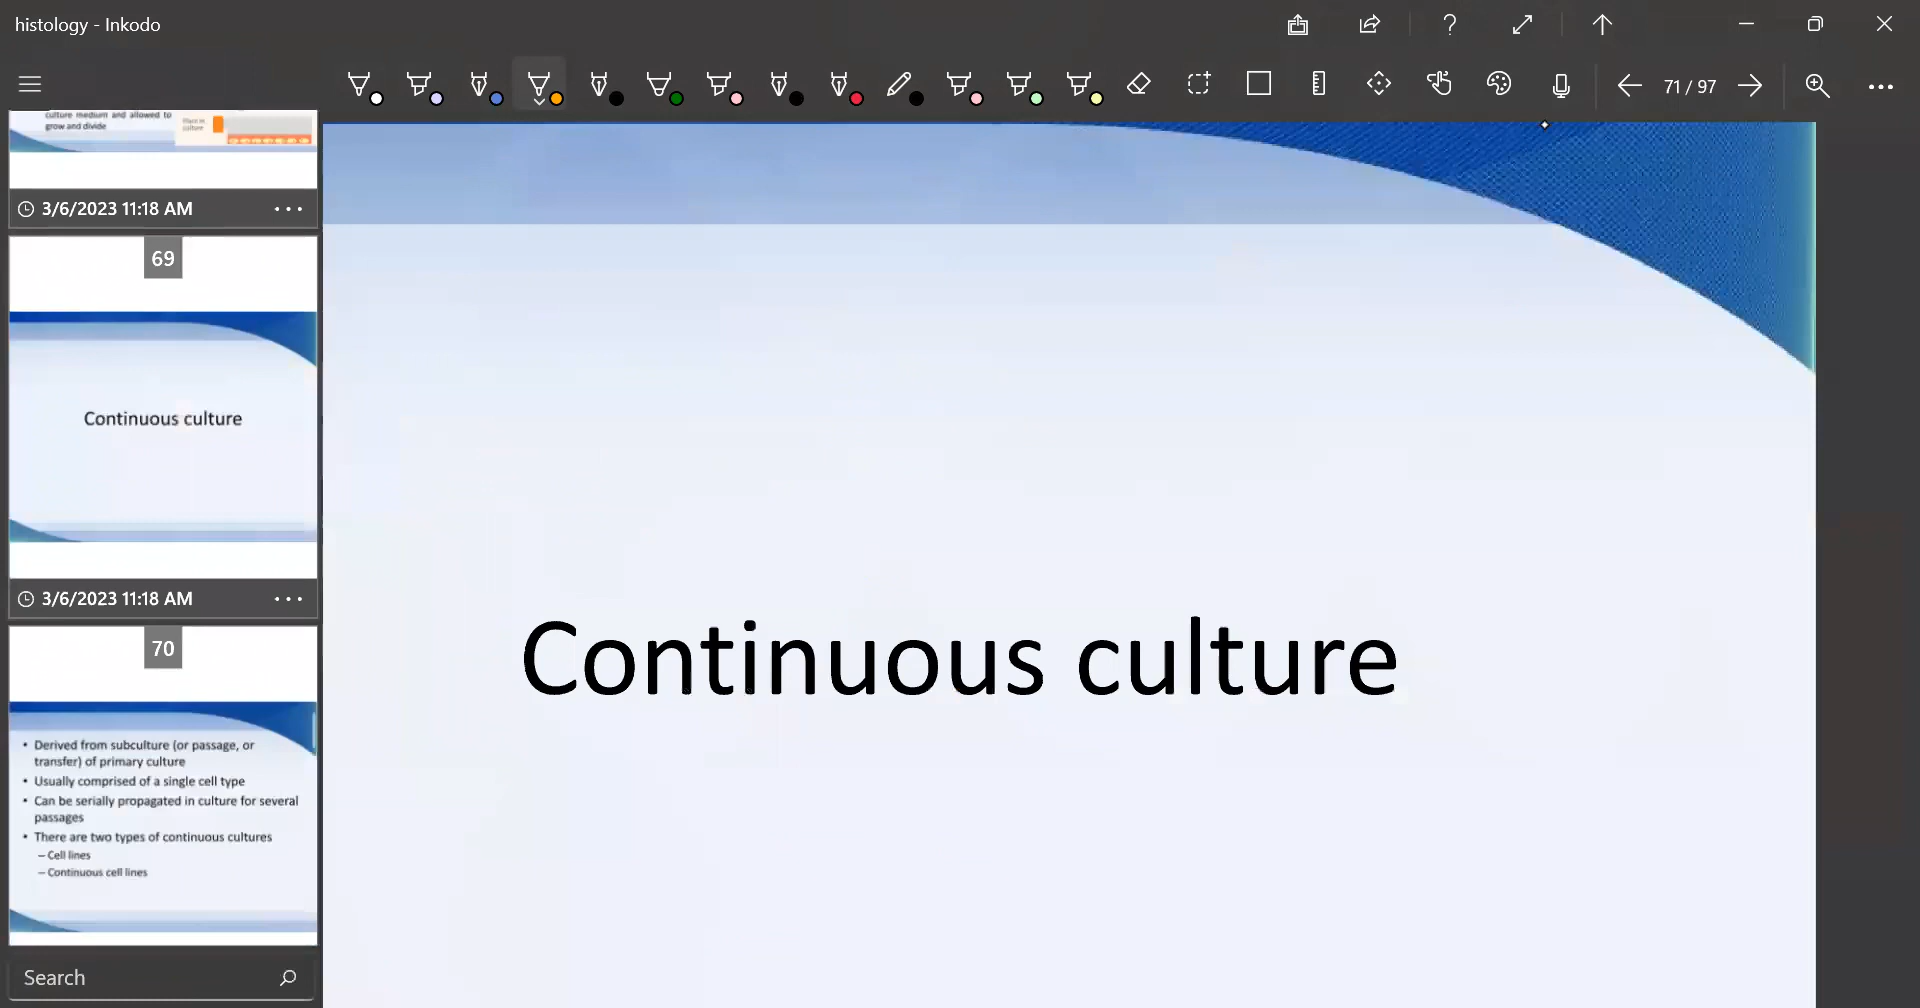 histology - Inkodo
71 / 97
culture medium and allowed to
grow and divide
3/6/2023 11:18 AM
69
Continuous culture
3/6/2023 11:18 AM
70
• Derived from subculture (or passage, or
transfer) of primary culture
• Usually comprised of a single cell type
• Can be serially propagated in culture for several
passages
• There are two types of continuous cultures
– Cell lines
– Continuous cell lines
Search
Continuous culture